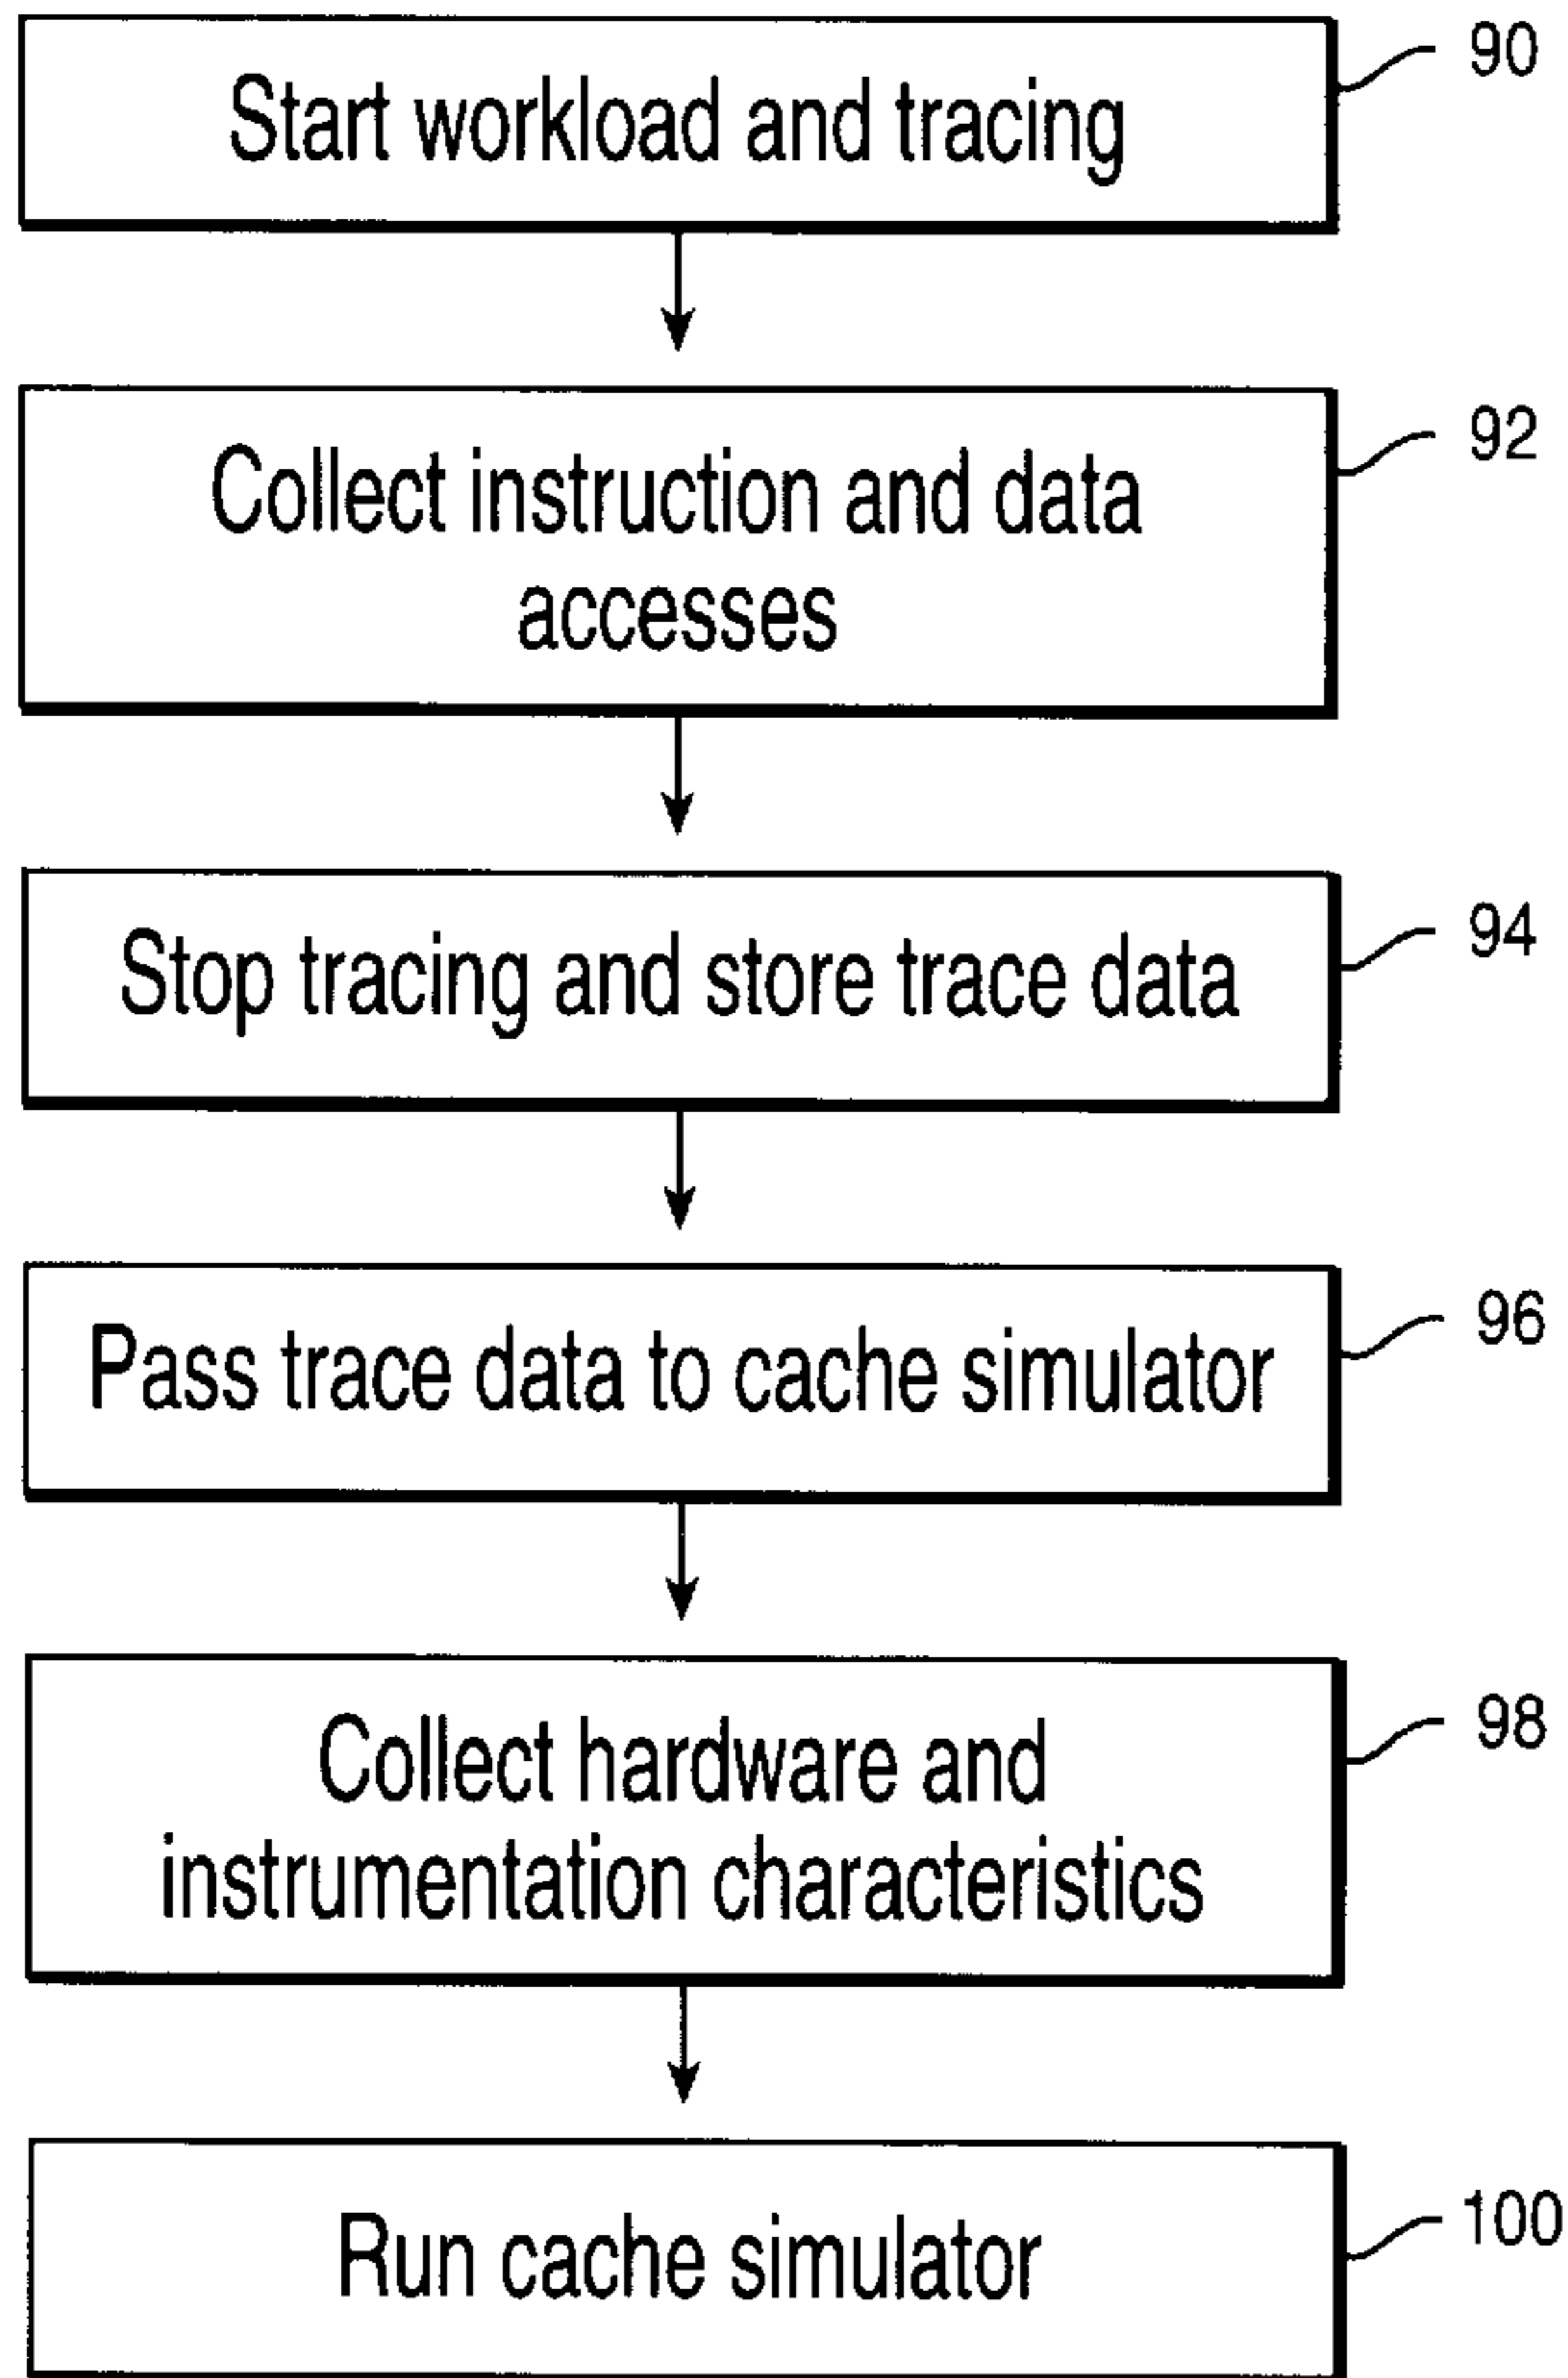 Start workload and tracing
90
Collect instruction and data
accesses
92
Stop tracing and store trace data
94
Pass trace data to cache simulator
96
Collect hardware and
instrumentation characteristics
98
Run cache simulator
100